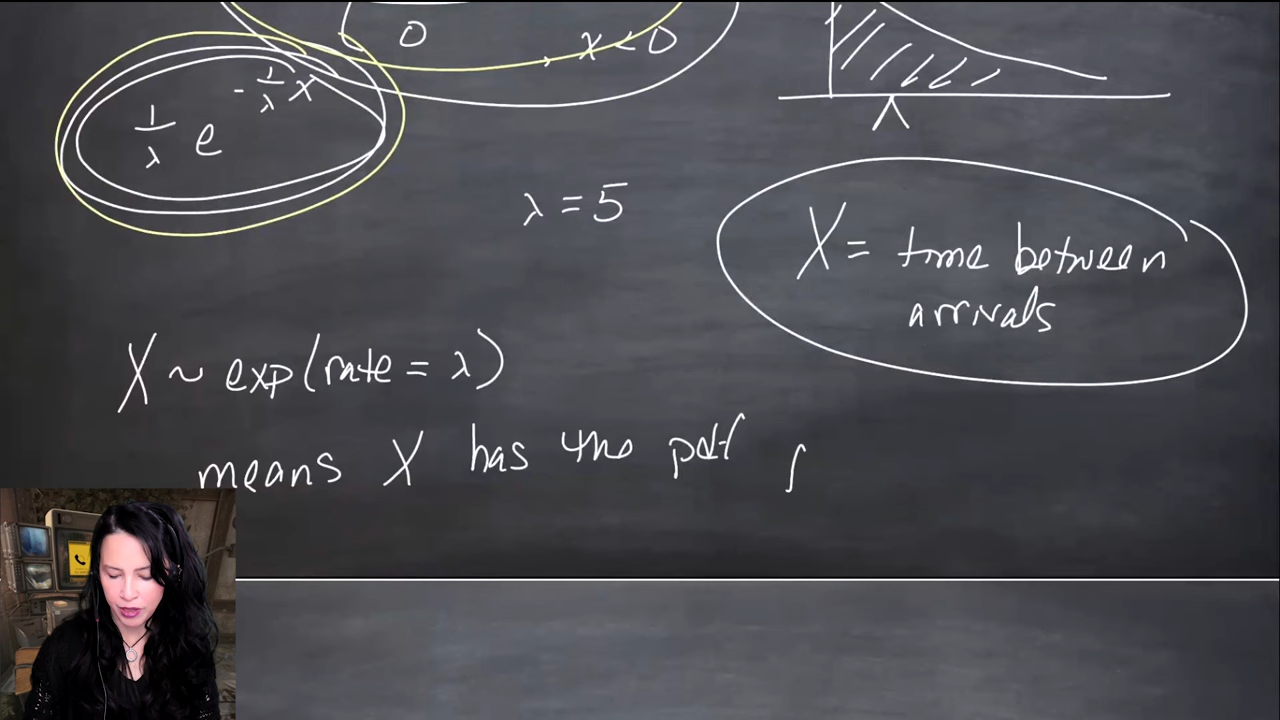 0 , x < 0
1/λ e^{-1/λ x}
λ = 5
X = time between
arrivals
X ~ exp(rate = λ)
means X has the pdf f